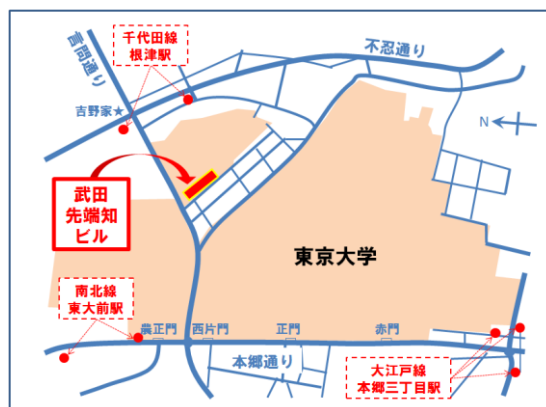 言問通り
千代田線
根津駅
不忍通り
吉野家★
N
武田
先端知
ビル
東京大学
南北線
東大前駅
農正門
西片門
正門
赤門
本郷通り
大江戸線
本郷三丁目駅